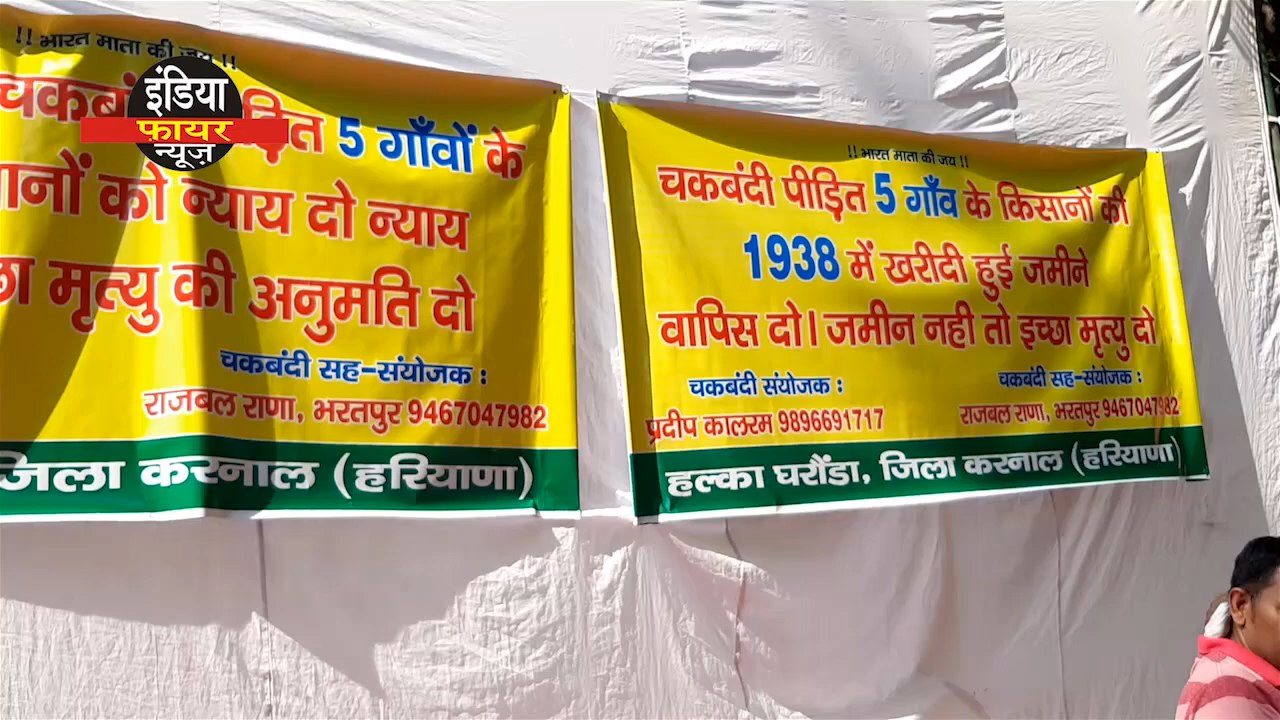 !! भारत माता की जय !!
इंडिया
फ़ायर
न्यूज़
5 गाँवों के
को न्याय दो न्याय
मृत्यु की अनुमति दो
चकबंदी सह-संयोजक :
राजबल राणा, भरतपुर 9467047982
जिला करनाल (हरियाणा)
!! भारत माता की जय !!
चकबंदी पीड़ित 5 गाँव के किसानों की
1938 में खरीदी हुई जमीने
वापिस दो। जमीन नही तो इच्छा मृत्यु दो
चकबंदी संयोजक :
प्रदीप कालरम 9896691717
चकबंदी सह-संयोजक :
राजबल राणा, भरतपुर 9467047982
हल्का घरौंडा, जिला करनाल (हरियाणा)